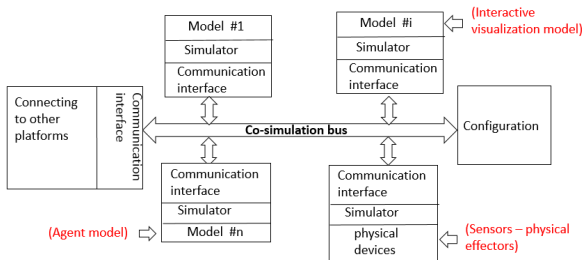 Model #1
Simulator
Communication
interface
Model #i
Simulator
Communication
interface
(Interactive
visualization model)
Connecting
to other
platforms
Communication
interface
Co-simulation bus
Configuration
Communication
interface
Simulator
Model #n
(Agent model)
Communication
interface
Simulator
physical
devices
(Sensors – physical
effectors)